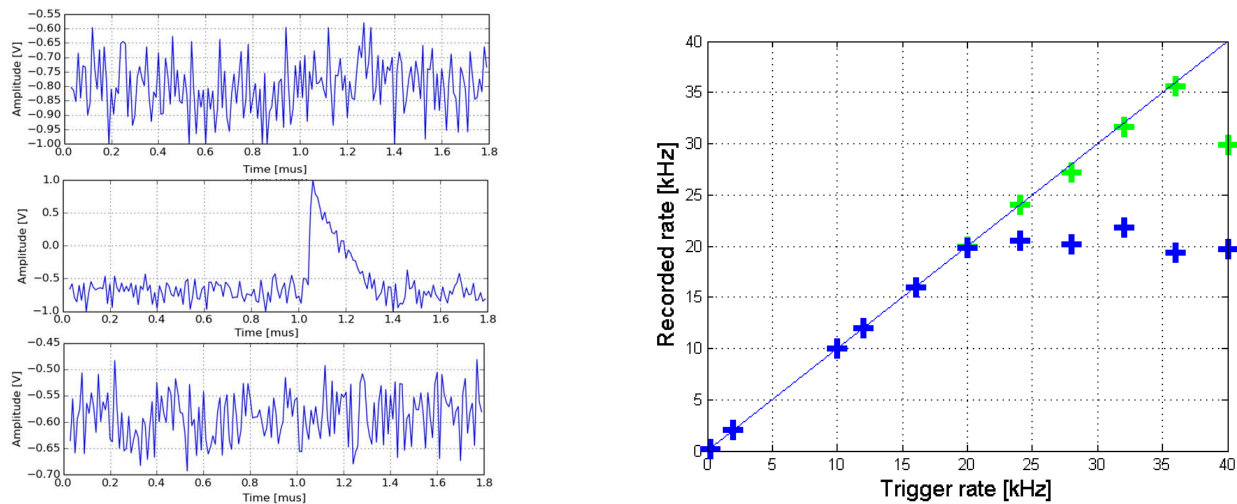 −0.55
−0.60
−0.65
−0.70
−0.75
−0.80
−0.85
−0.90
−0.95
−1.00
Amplitude [V]
0.0 0.2 0.4 0.6 0.8 1.0 1.2 1.4 1.6 1.8
Time [mus]
1.0
0.5
0.0
−0.5
−1.0
Amplitude [V]
0.0 0.2 0.4 0.6 0.8 1.0 1.2 1.4 1.6 1.8
Time [mus]
−0.45
−0.50
−0.55
−0.60
−0.65
−0.70
Amplitude [V]
0.0 0.2 0.4 0.6 0.8 1.0 1.2 1.4 1.6 1.8
Time [mus]
40
35
30
25
20
15
10
5
0
Recorded rate [kHz]
0 5 10 15 20 25 30 35 40
Trigger rate [kHz]